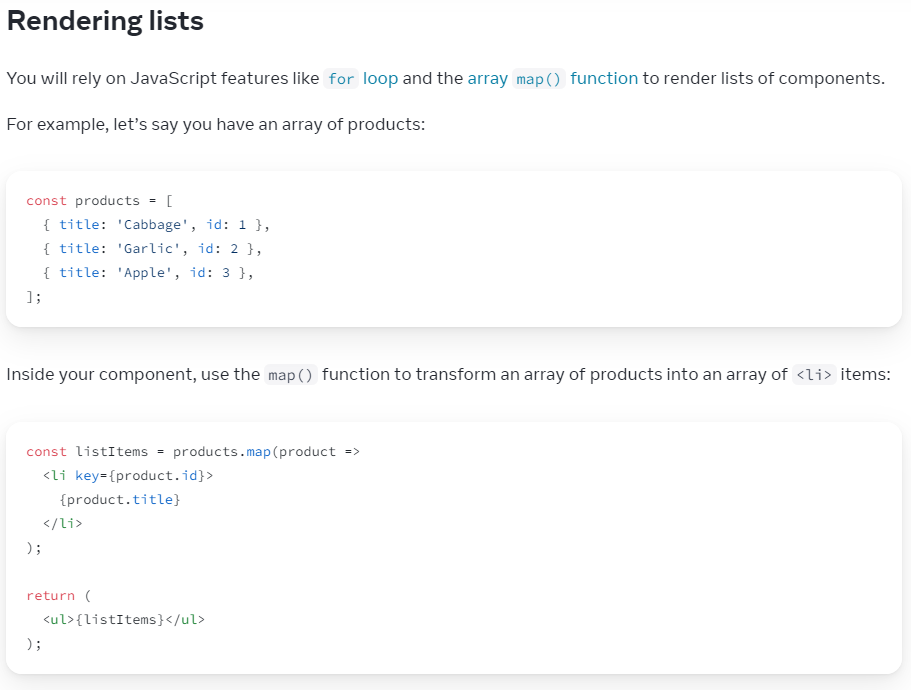 Rendering lists
You will rely on JavaScript features like for loop and the array map() function to render lists of components.
For example, let’s say you have an array of products:
const products = [
  { title: 'Cabbage', id: 1 },
  { title: 'Garlic', id: 2 },
  { title: 'Apple', id: 3 },
];
Inside your component, use the map() function to transform an array of products into an array of <li> items:
const listItems = products.map(product =>
  <li key={product.id}>
    {product.title}
  </li>
);
return (
  <ul>{listItems}</ul>
);